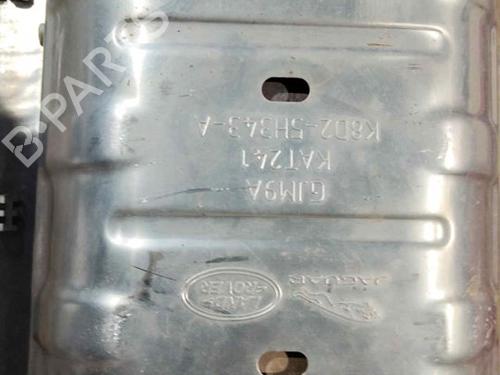 K8D2-5H343-A
KAT241
GJM9A
JAGUAR
LAND-
ROVER
B-PARTS